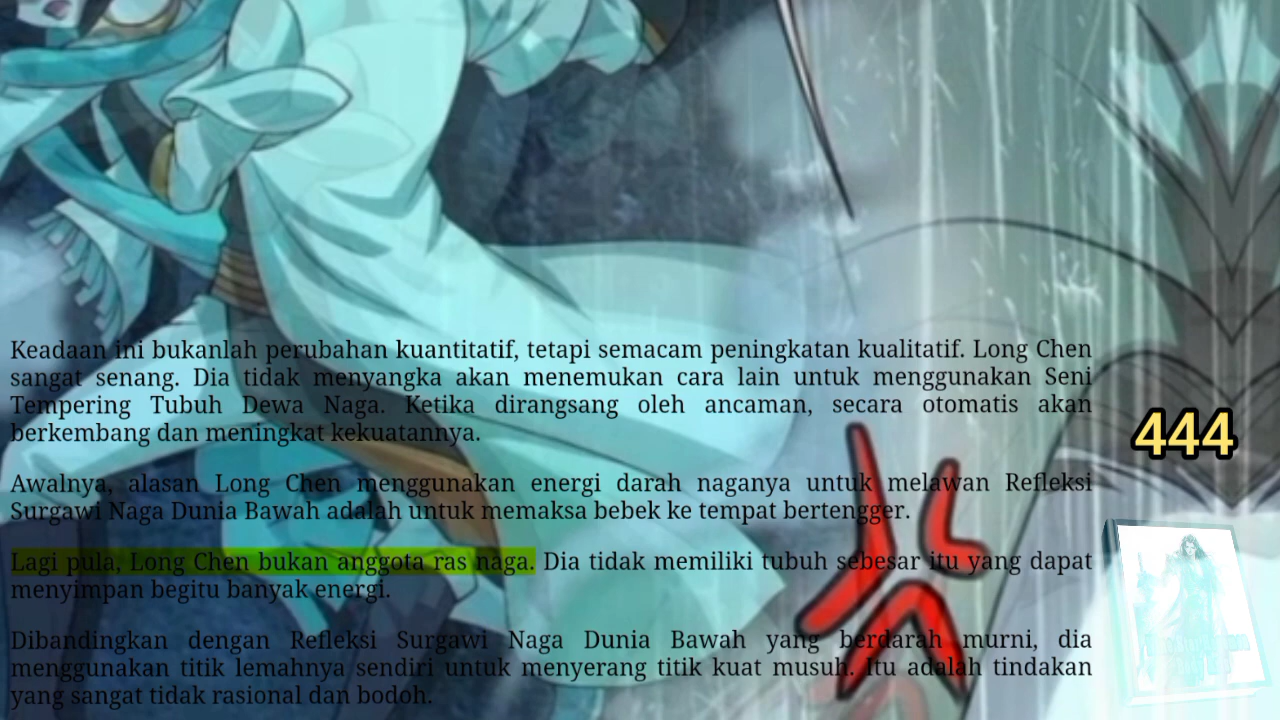 Keadaan ini bukanlah perubahan kuantitatif, tetapi semacam peningkatan kualitatif. Long Chen
sangat senang. Dia tidak menyangka akan menemukan cara lain untuk menggunakan Seni
Tempering Tubuh Dewa Naga. Ketika dirangsang oleh ancaman, secara otomatis akan
berkembang dan meningkat kekuatannya.
444
Awalnya, alasan Long Chen menggunakan energi darah naganya untuk melawan Refleksi
Surgawi Naga Dunia Bawah adalah untuk memaksa bebek ke tempat bertengger.
Lagi pula, Long Chen bukan anggota ras naga. Dia tidak memiliki tubuh sebesar itu yang dapat
menyimpan begitu banyak energi.
Dibandingkan dengan Refleksi Surgawi Naga Dunia Bawah yang berdarah murni, dia
menggunakan titik lemahnya sendiri untuk menyerang titik kuat musuh. Itu adalah tindakan
yang sangat tidak rasional dan bodoh.